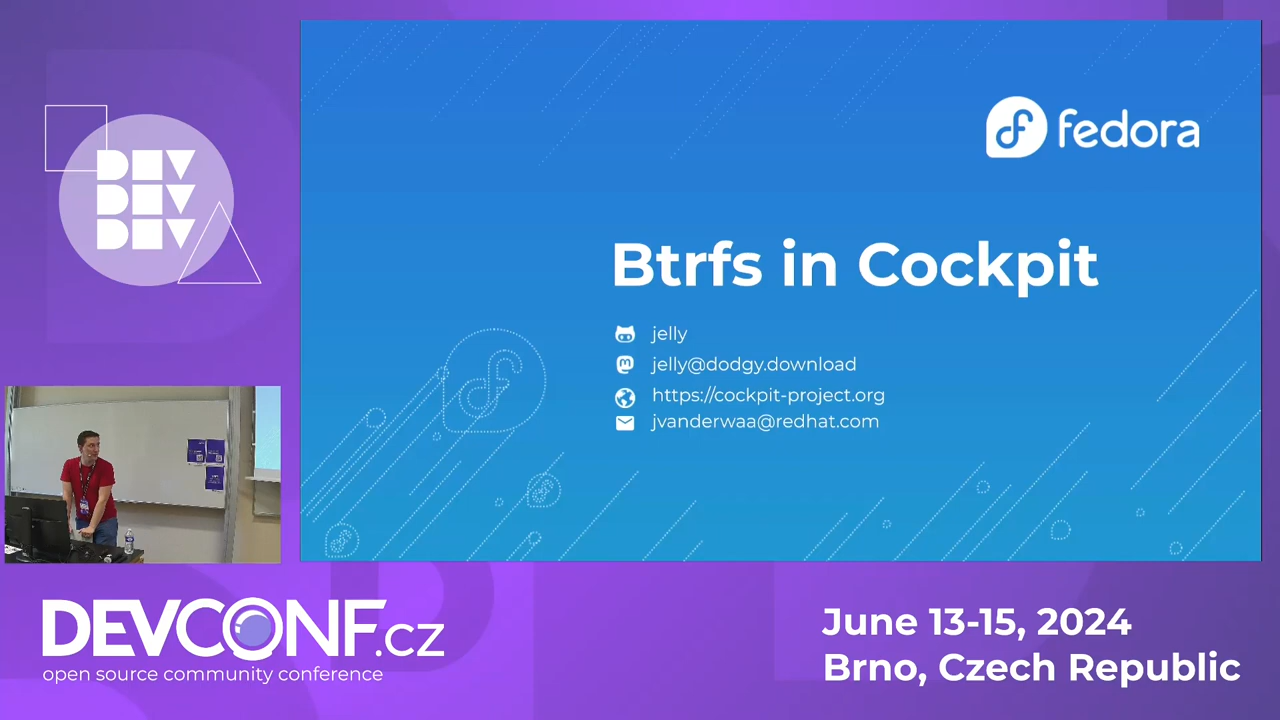 DEV
DEV
DEV
fedora
Btrfs in Cockpit
jelly
jelly@dodgy.download
https://cockpit-project.org
jvanderwaa@redhat.com
DEVCONF.cz
open source community conference
June 13-15, 2024
Brno, Czech Republic